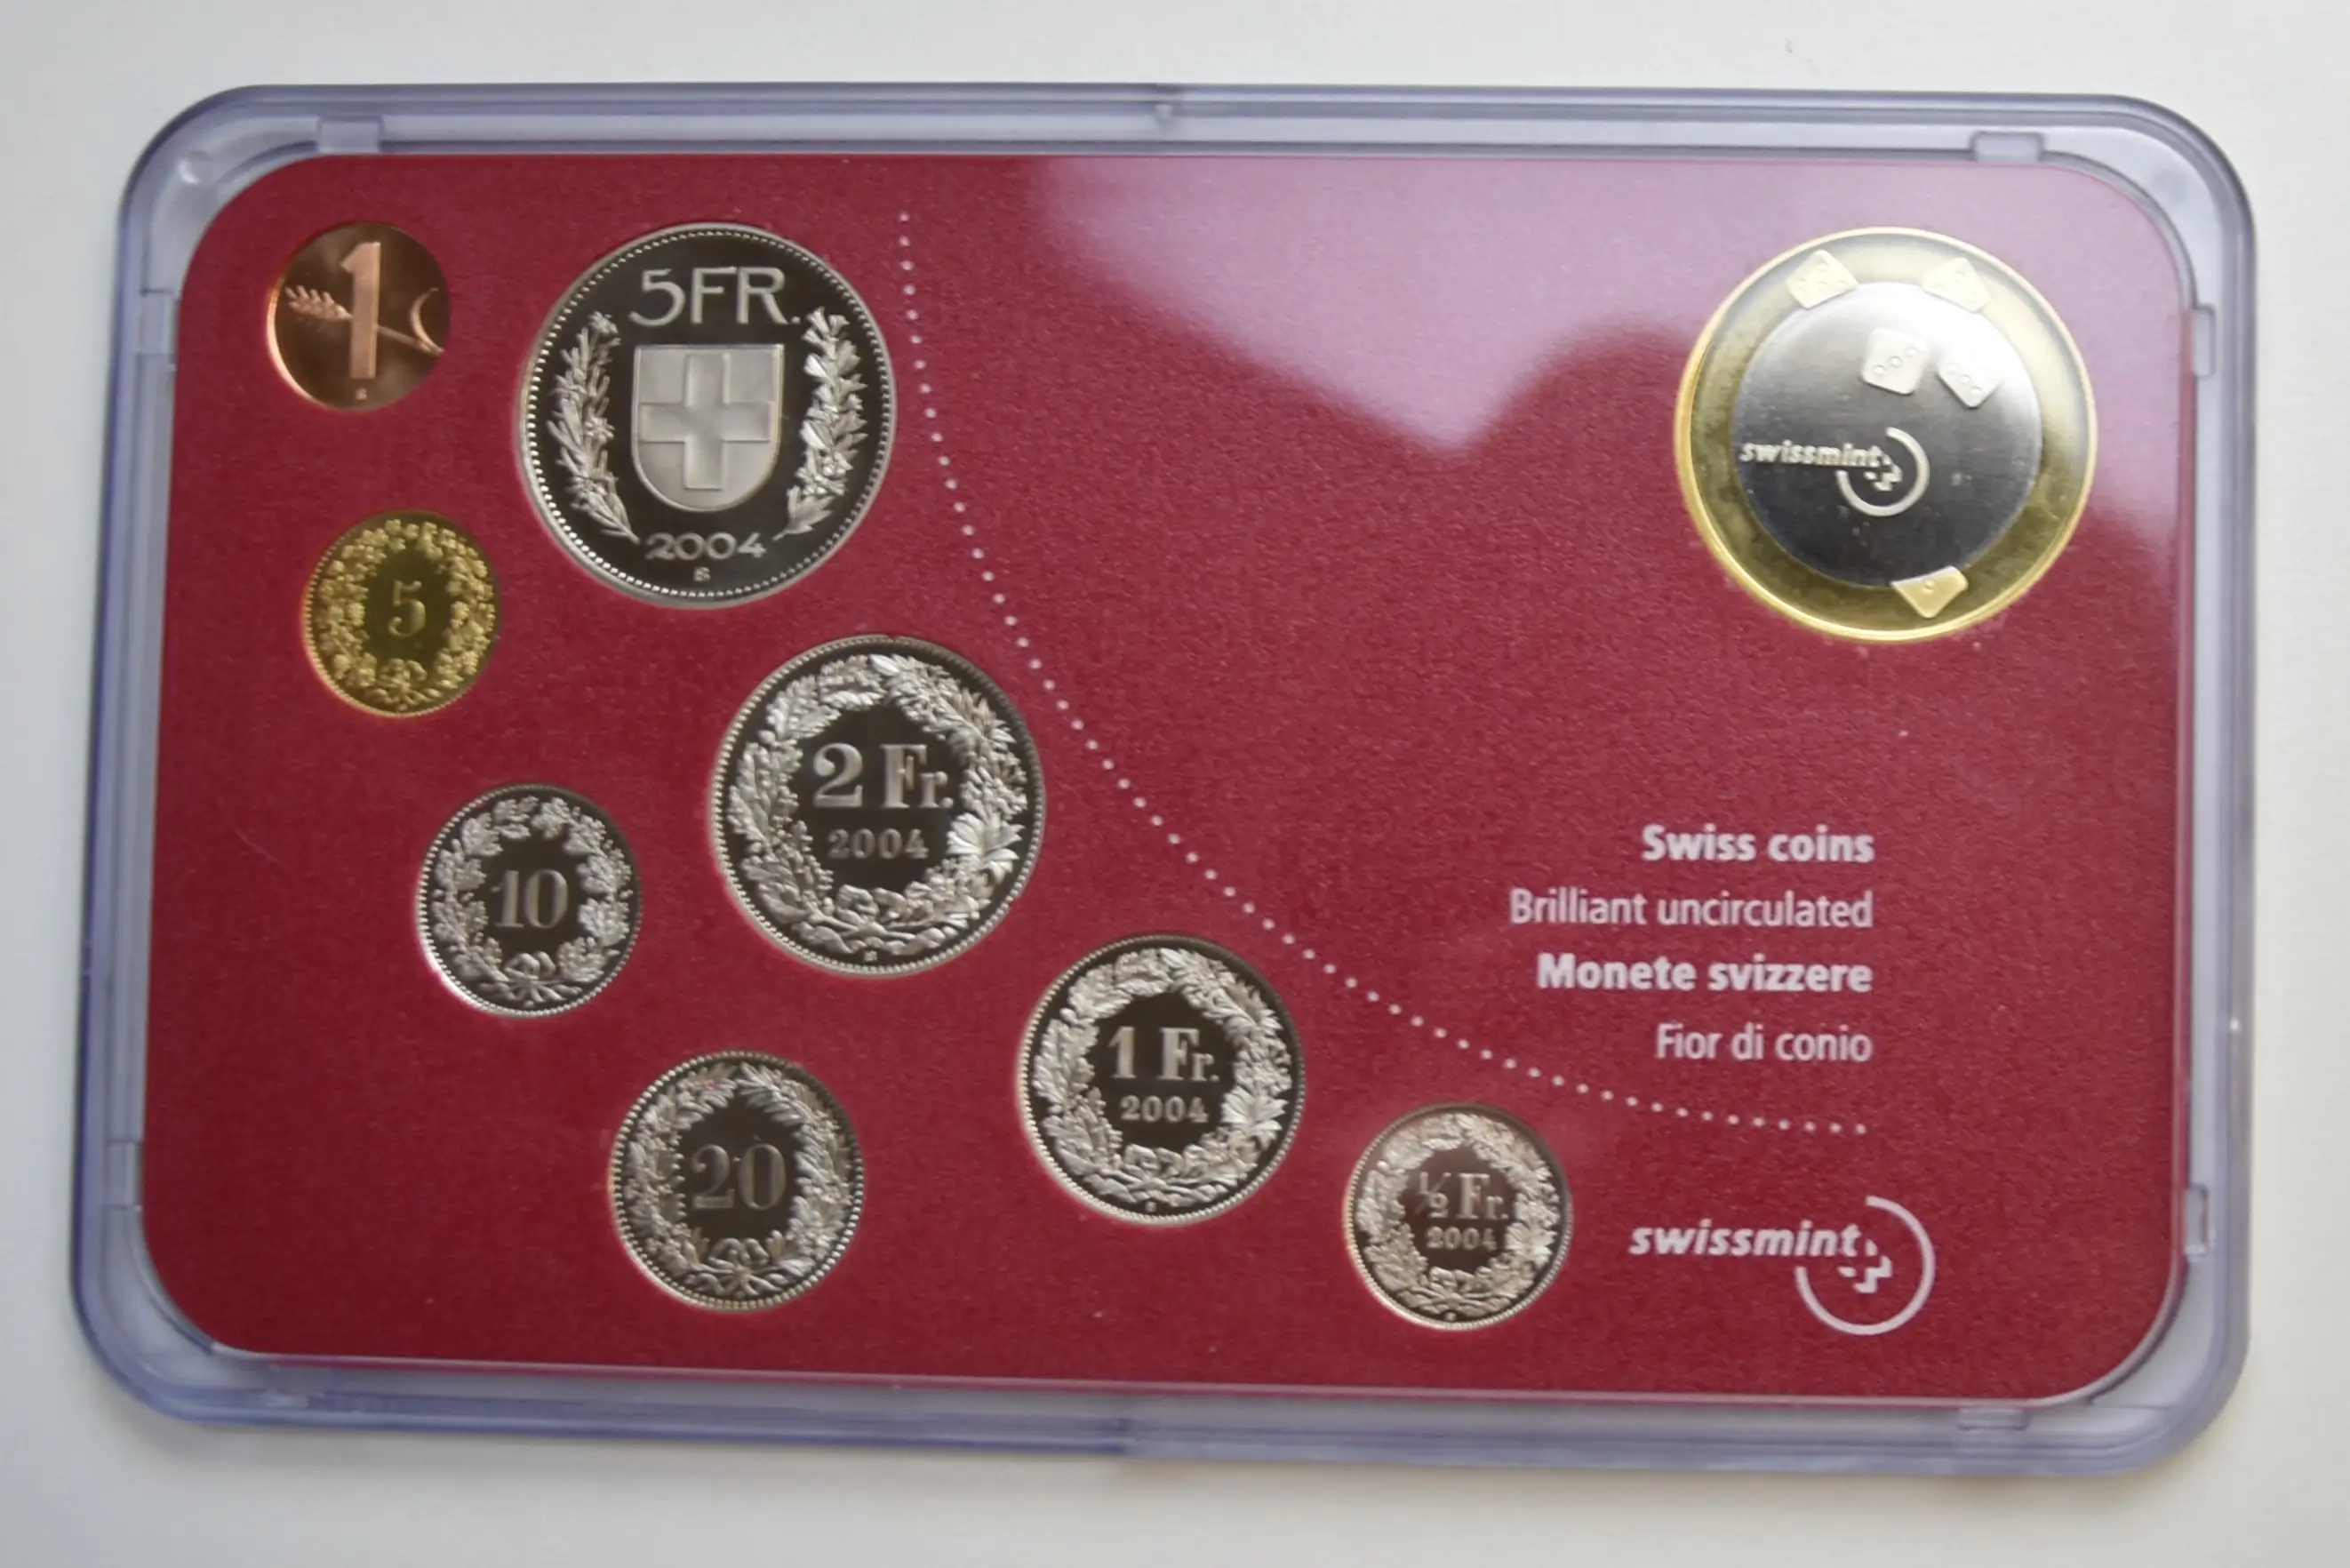 1
B
5FR.
2004
B
swissmint
5
2 Fr.
2004
B
10
Swiss coins
Brilliant uncirculated
Monete svizzere
Fior di conio
1 Fr.
2004
B
20
½ Fr.
2004
B
swissmint